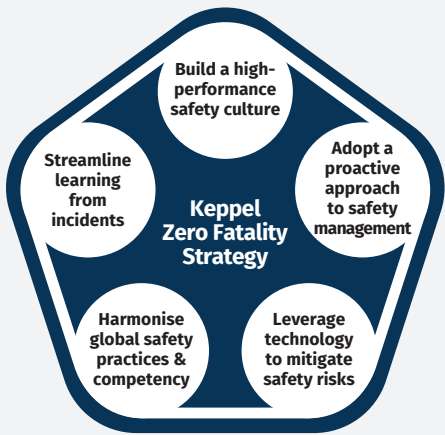 Build a high-
performance
safety culture
Adopt a
proactive
approach
to safety
management
Leverage
technology
to mitigate
safety risks
Harmonise
global safety
practices &
competency
Streamline
learning
from
incidents
Keppel
Zero Fatality
Strategy